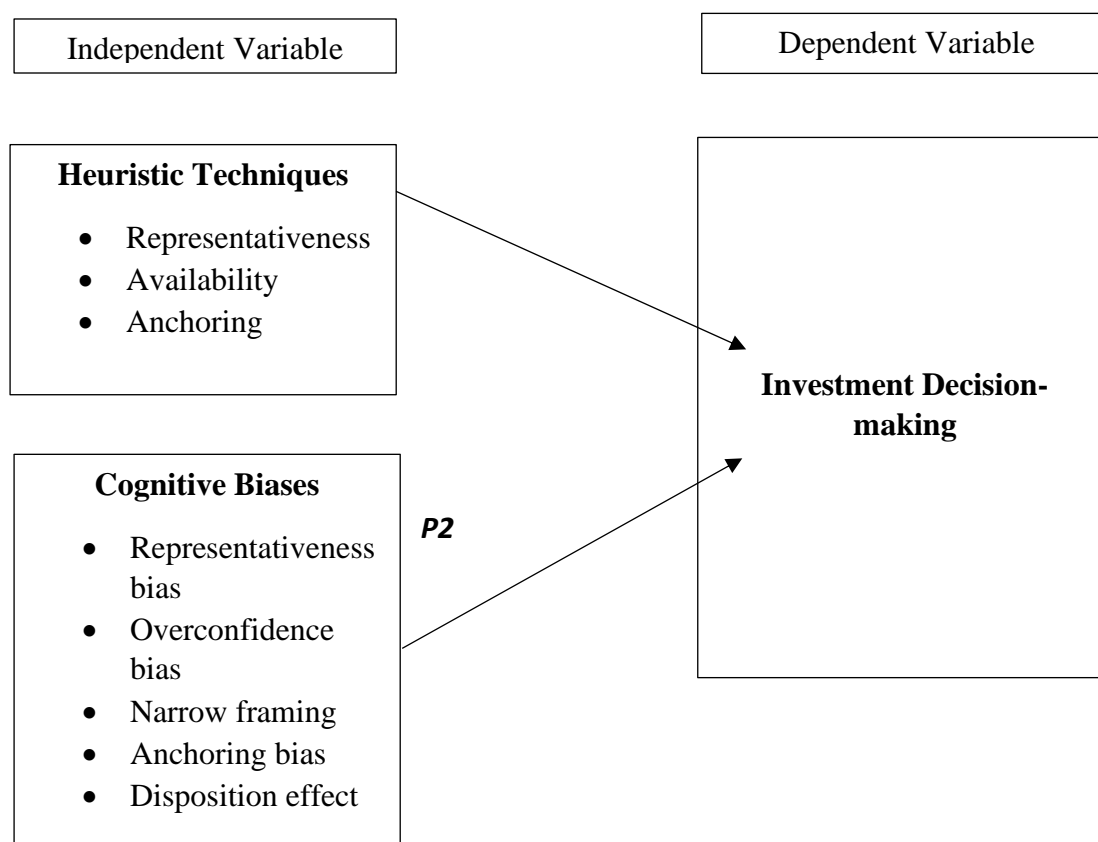 Independent Variable
Dependent Variable
Heuristic Techniques
• Representativeness
• Availability
• Anchoring
Investment Decision-
making
Cognitive Biases
• Representativeness
bias
• Overconfidence
bias
• Narrow framing
• Anchoring bias
• Disposition effect
P2